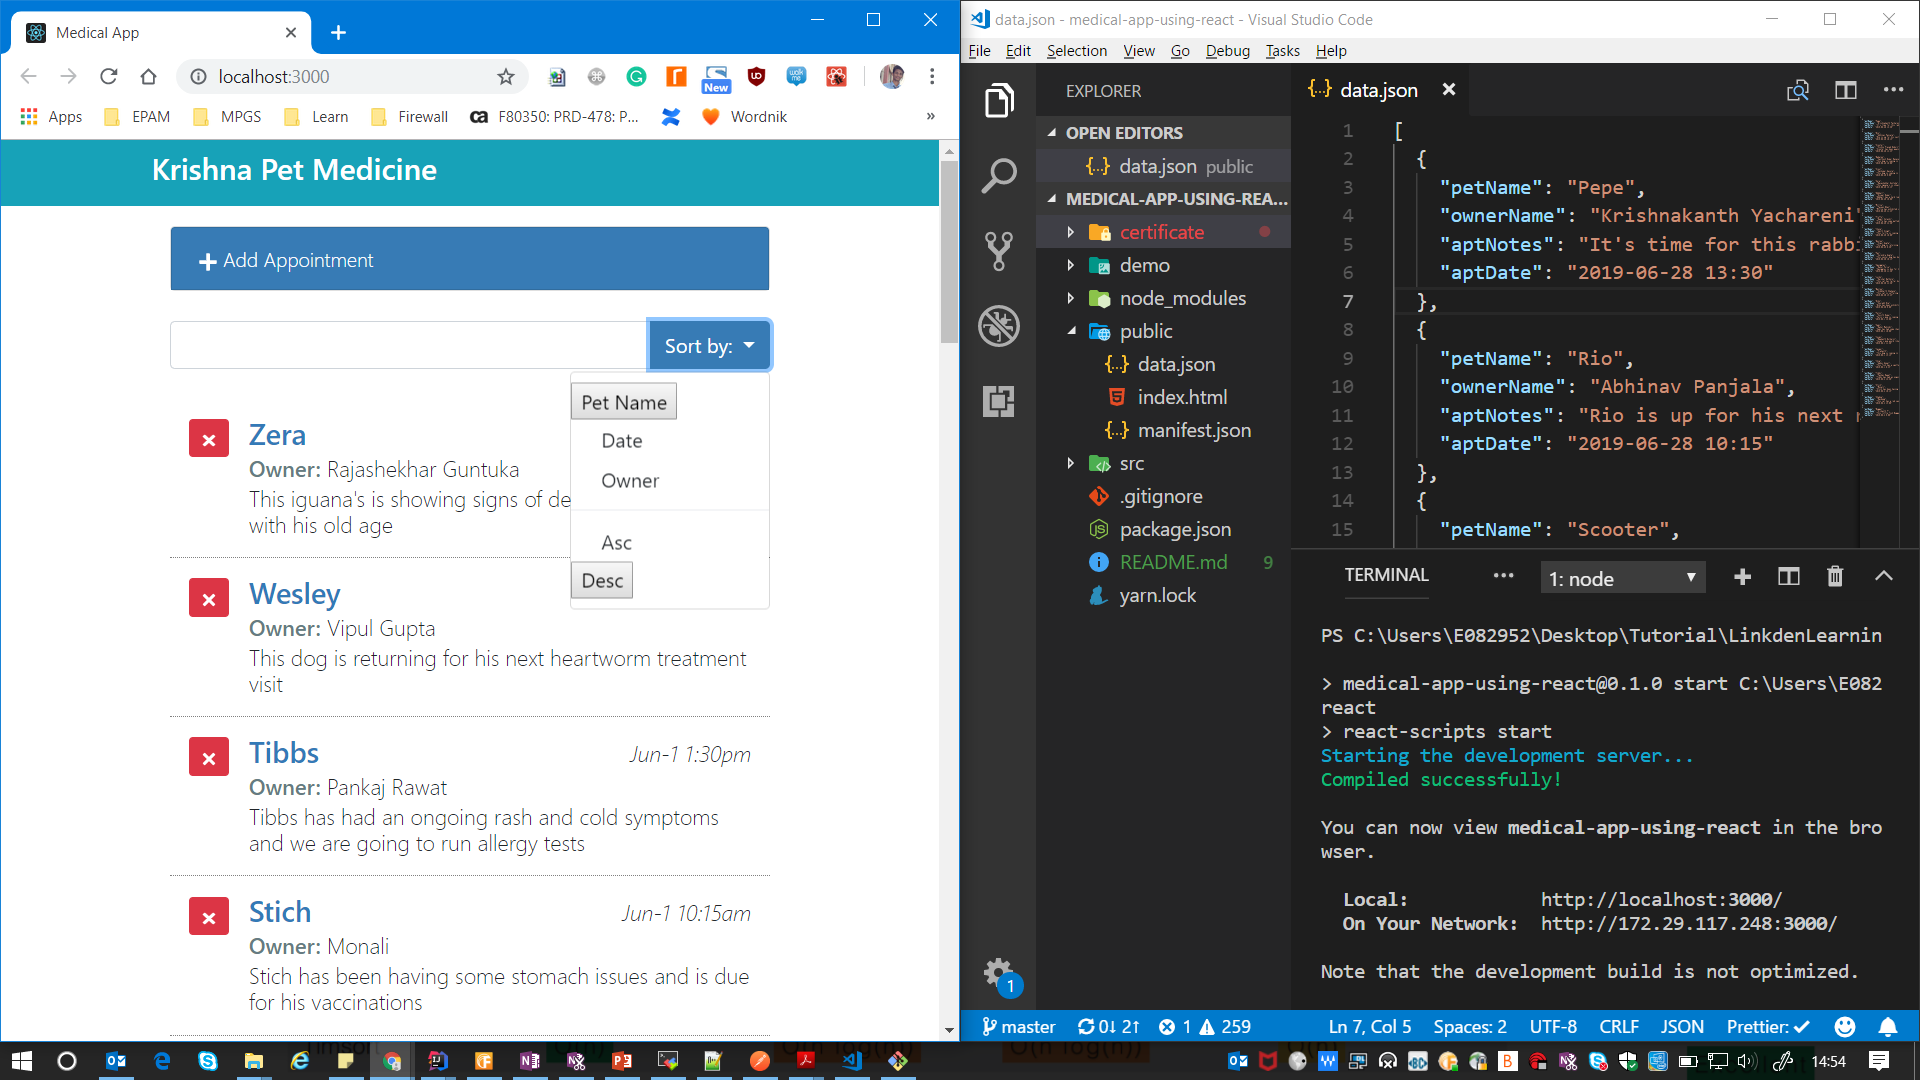 Medical App
localhost:3000
New
Apps
EPAM
MPGS
Learn
Firewall
F80350: PRD-478: P...
Wordnik
»
Krishna Pet Medicine
Add Appointment
Sort by:
Pet Name
Date
Owner
Asc
Desc
Zera
Owner: Rajashekhar Guntuka
This iguana's is showing signs of de
with his old age
Wesley
Owner: Vipul Gupta
This dog is returning for his next heartworm treatment
visit
Tibbs
Jun-1 1:30pm
Owner: Pankaj Rawat
Tibbs has had an ongoing rash and cold symptoms
and we are going to run allergy tests
Stich
Jun-1 10:15am
Owner: Monali
Stich has been having some stomach issues and is due
for his vaccinations
data.json - medical-app-using-react - Visual Studio Code
File Edit Selection View Go Debug Tasks Help
EXPLORER
OPEN EDITORS
{..} data.json public
MEDICAL-APP-USING-REA...
certificate
demo
node_modules
public
{..} data.json
index.html
{..} manifest.json
src
.gitignore
package.json
README.md 9
yarn.lock
1
{..} data.json
1 [
2 {
3 "petName": "Pepe",
4 "ownerName": "Krishnakanth Yachareni"
5 "aptNotes": "It's time for this rabb
6 "aptDate": "2019-06-28 13:30"
7 },
8 {
9 "petName": "Rio",
10 "ownerName": "Abhinav Panjala",
11 "aptNotes": "Rio is up for his next
12 "aptDate": "2019-06-28 10:15"
13 },
14 {
15 "petName": "Scooter",
TERMINAL
1: node
PS C:\Users\E082952\Desktop\Tutorial\LinkdenLearnin
> medical-app-using-react@0.1.0 start C:\Users\E082
react
> react-scripts start
Starting the development server...
Compiled successfully!
You can now view medical-app-using-react in the bro
wser.
Local: http://localhost:3000/
On Your Network: http://172.29.117.248:3000/
Note that the development build is not optimized.
master 0↓ 2↑ 1 259
Ln 7, Col 5 Spaces: 2 UTF-8 CRLF JSON Prettier: ✓
14:54